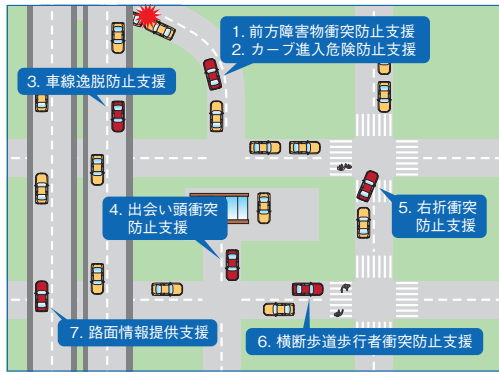 1. 前方障害物衝突防止支援
2. カーブ進入危険防止支援
3. 車線逸脱防止支援
4. 出会い頭衝突
防止支援
5. 右折衝突
防止支援
6. 横断歩道歩行者衝突防止支援
7. 路面情報提供支援